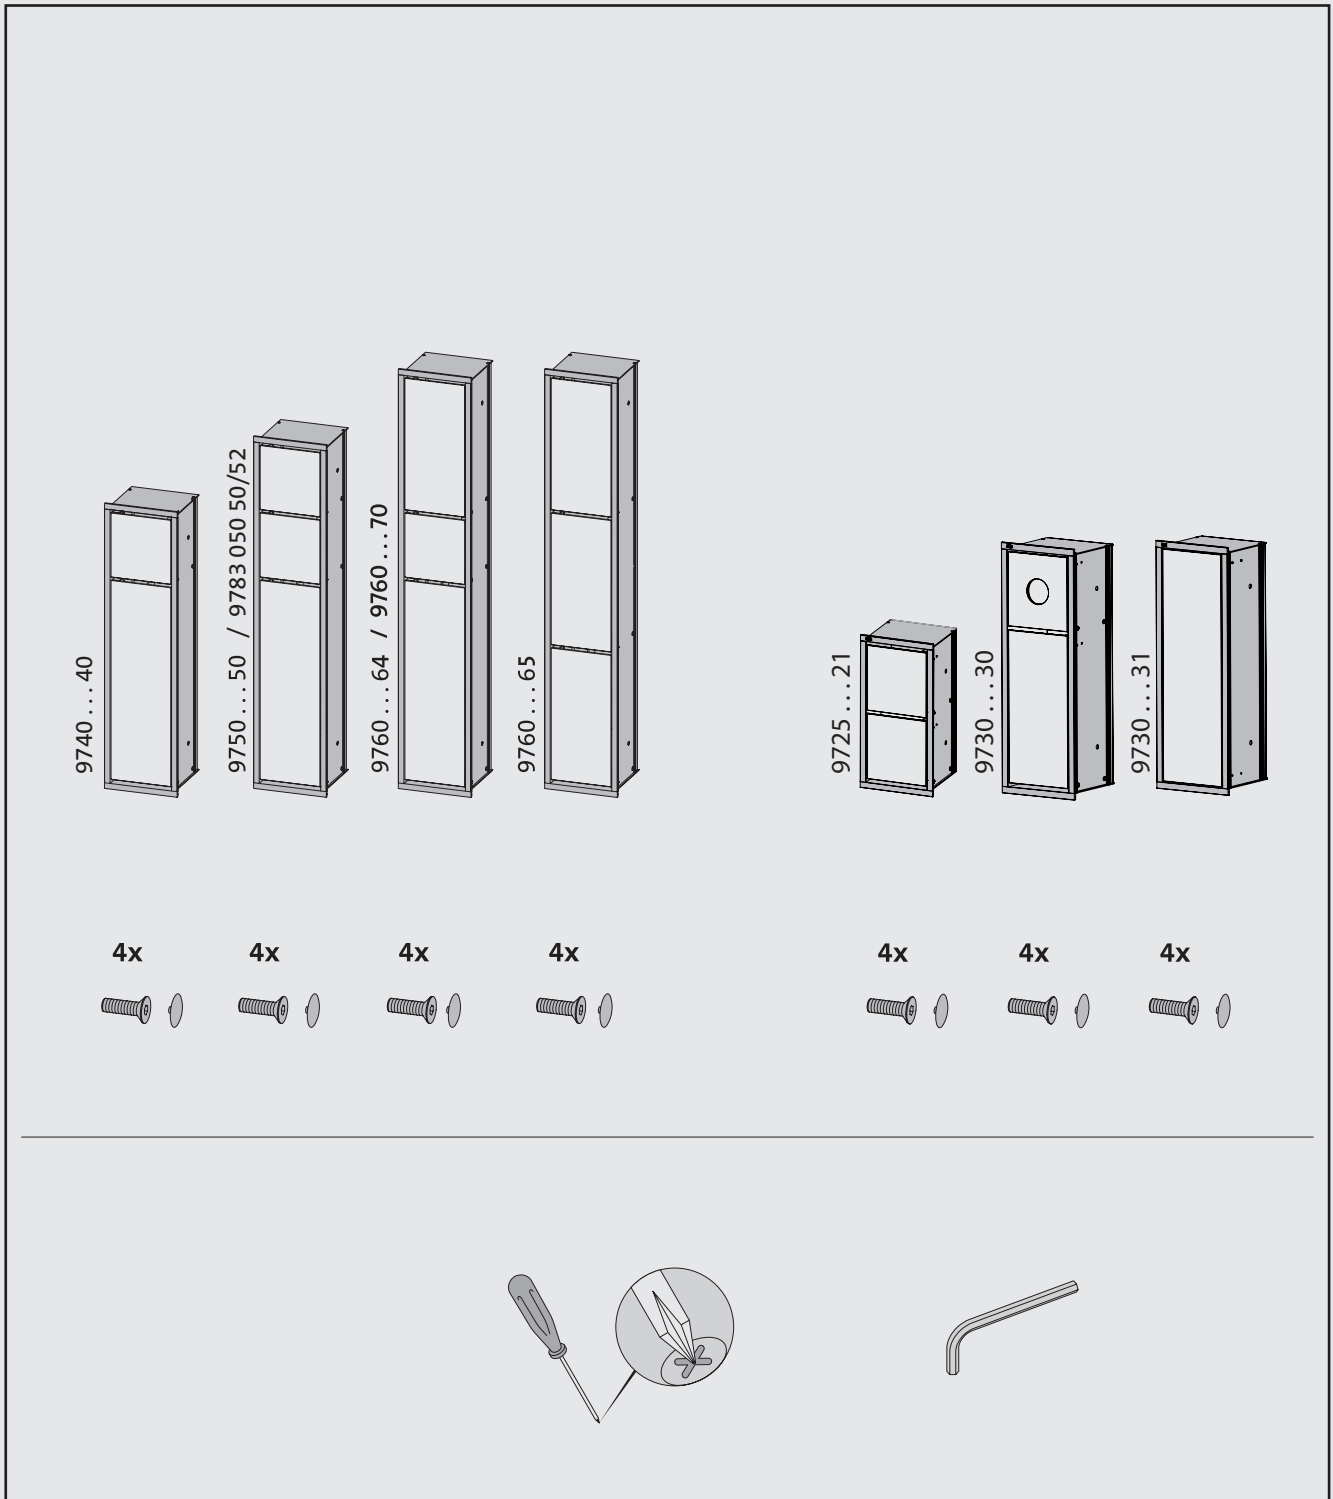 9740 . . . 40
9750 . . . 50 / 9783 050 50/52
9760 . . . 64 / 9760 . . . 70
9760 . . . 65
9725 . . . 21
9730 . . . 30
9730 . . . 31
4x
4x
4x
4x
4x
4x
4x